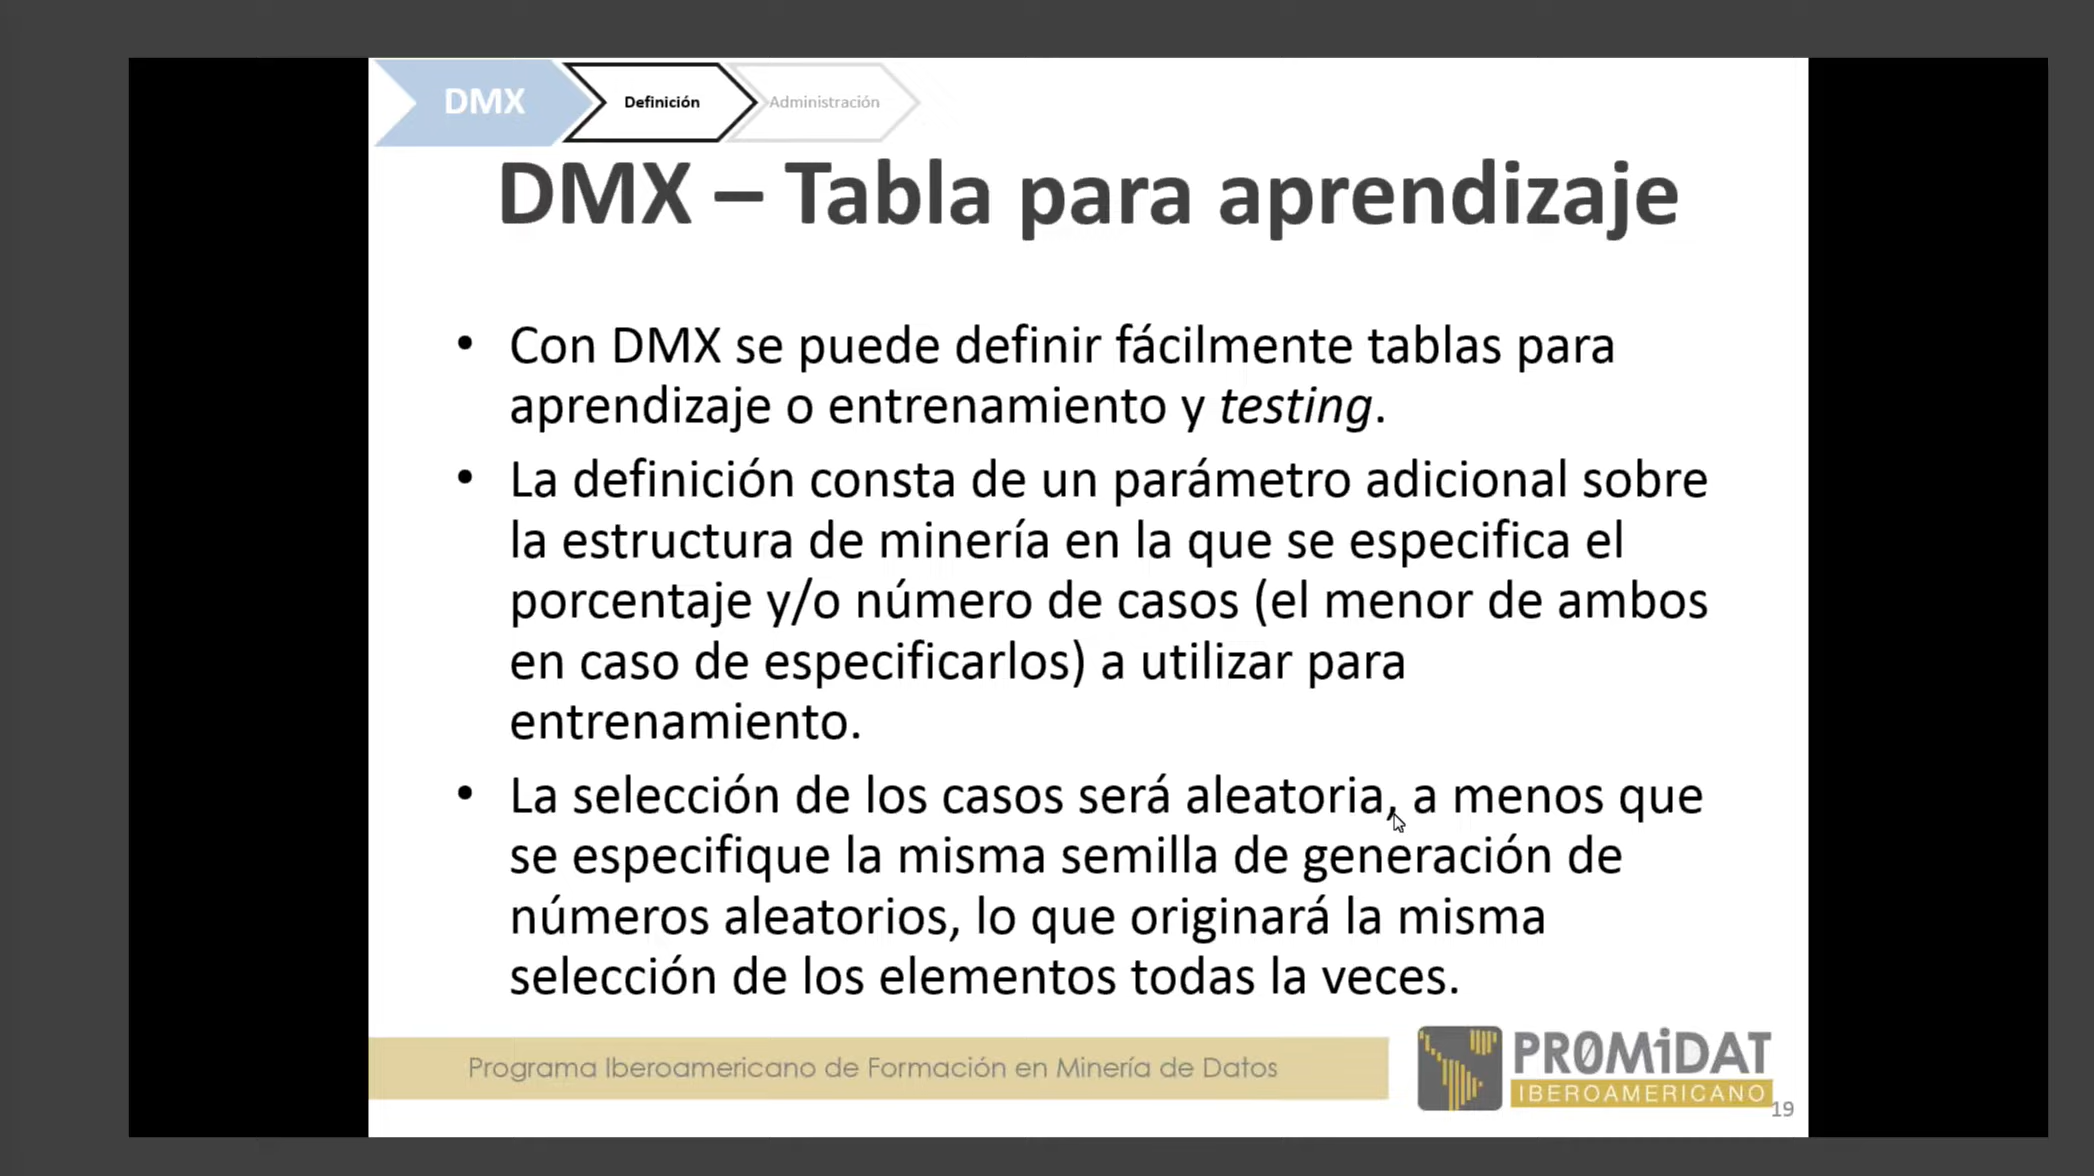 DMX
Definición
Administración
DMX – Tabla para aprendizaje
• Con DMX se puede definir fácilmente tablas para
aprendizaje o entrenamiento y testing.
• La definición consta de un parámetro adicional sobre
la estructura de minería en la que se especifica el
porcentaje y/o número de casos (el menor de ambos
en caso de especificarlos) a utilizar para
entrenamiento.
• La selección de los casos será aleatoria, a menos que
se especifique la misma semilla de generación de
números aleatorios, lo que originará la misma
selección de los elementos todas la veces.
Programa Iberoamericano de Formación en Minería de Datos
PROMiDAT
IBEROAMERICANO
19